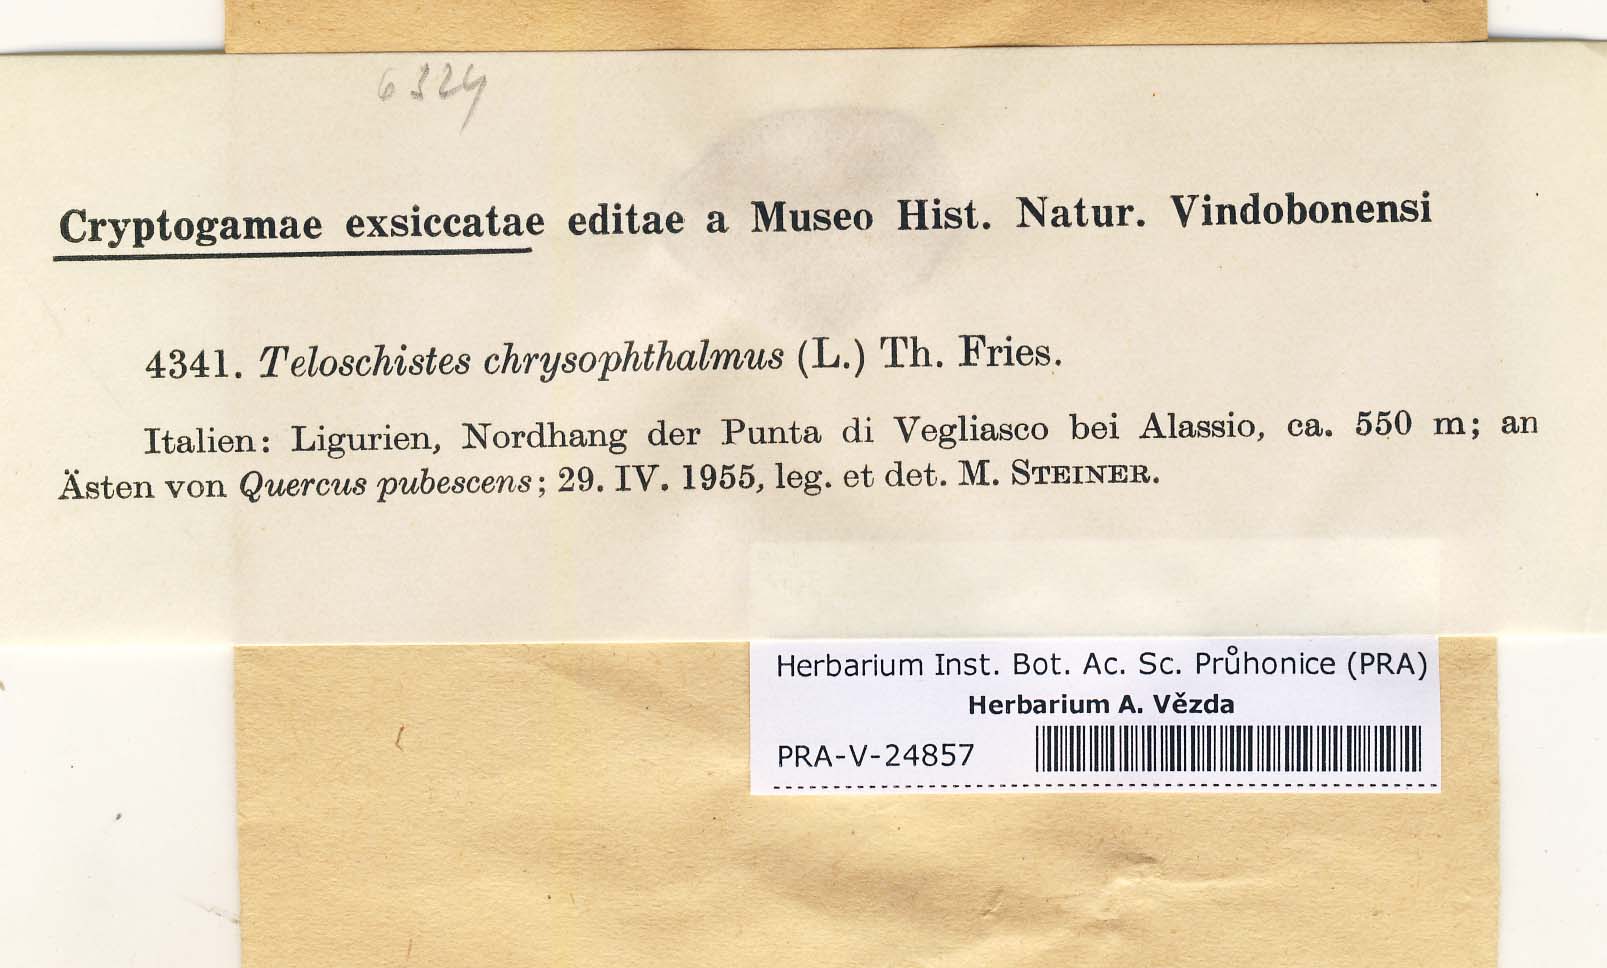 6324
Cryptogamae exsiccatae editae a Museo Hist. Natur. Vindobonensi
4341. Teloschistes chrysophthalmus (L.) Th. Fries.
Italien: Ligurien, Nordhang der Punta di Vegliasco bei Alassio, ca. 550 m; an
Ästen von Quercus pubescens; 29. IV. 1955, leg. et det. M. STEINER.
Herbarium Inst. Bot. Ac. Sc. Průhonice (PRA)
Herbarium A. Vězda
PRA-V-24857